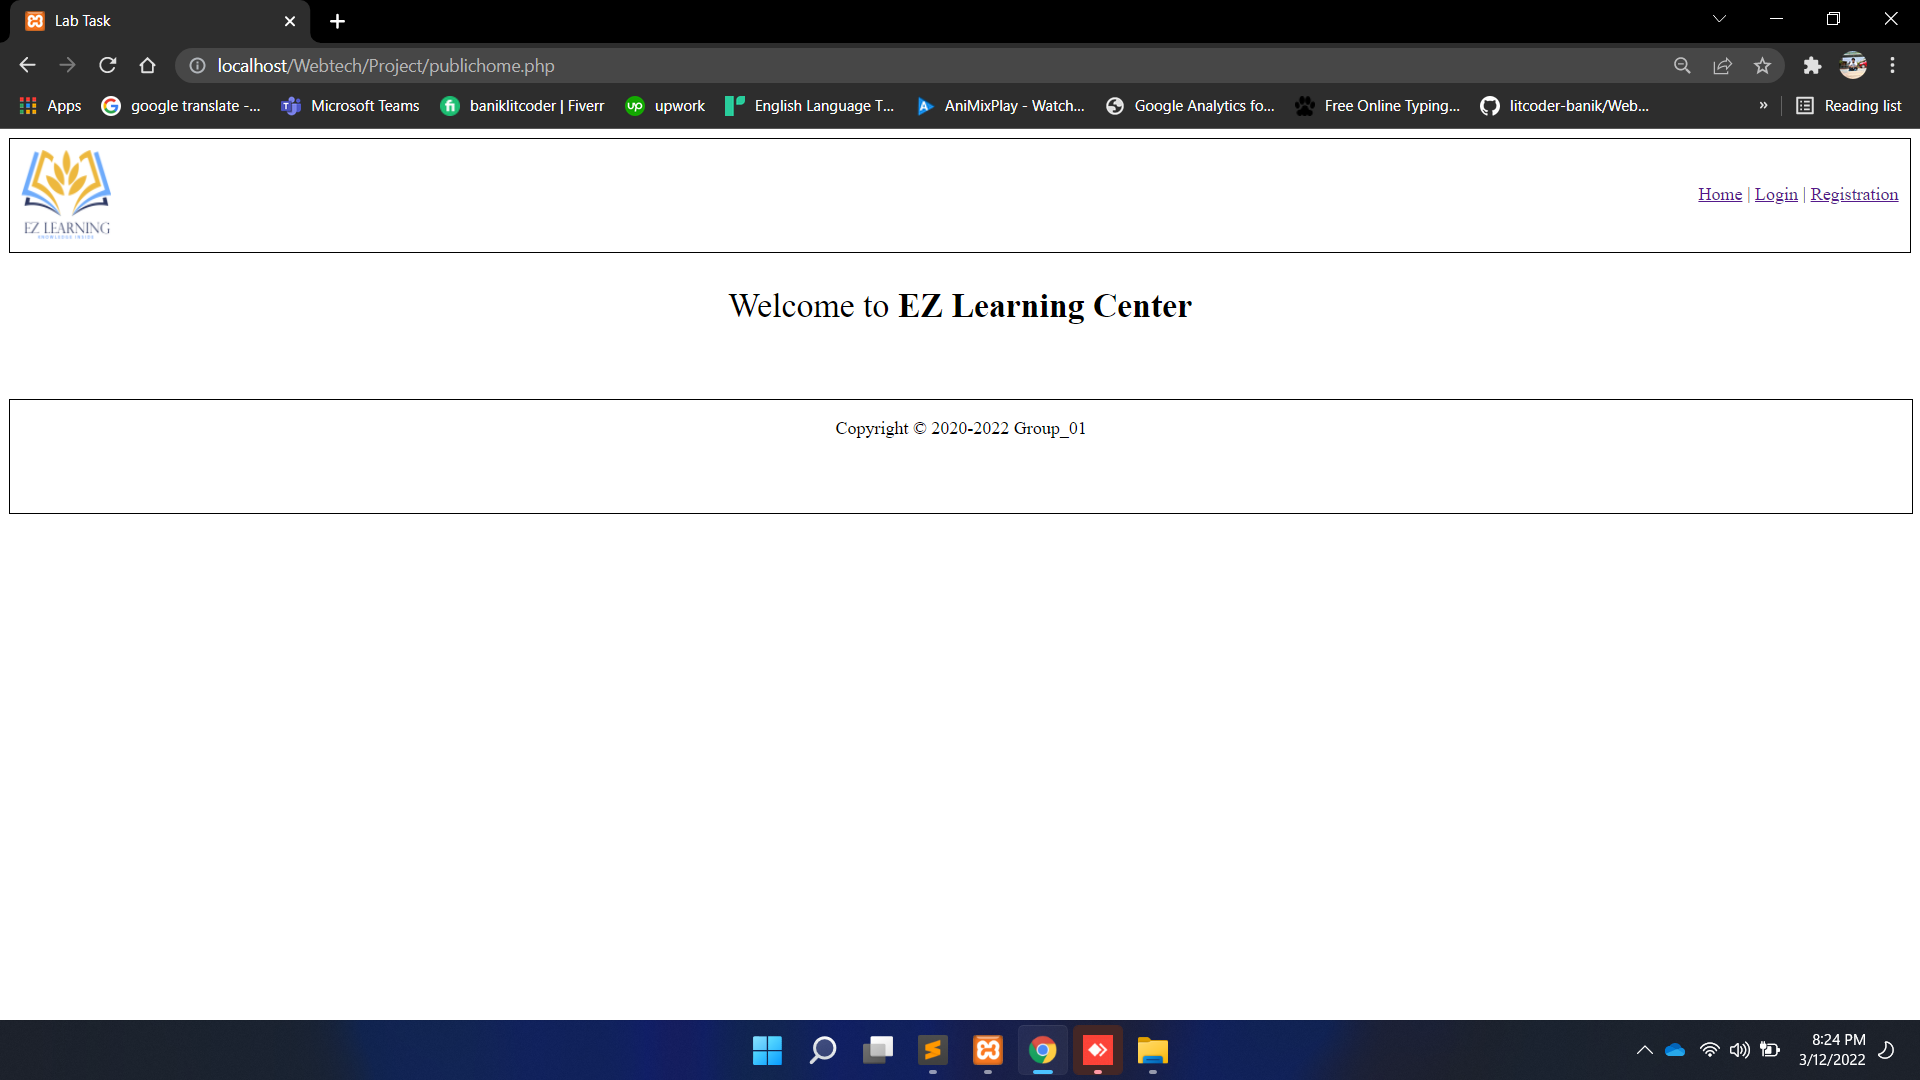 Lab Task
localhost/Webtech/Project/publichome.php
Apps
google translate -...
Microsoft Teams
baniklitcoder | Fiverr
upwork
English Language T...
AniMixPlay - Watch...
Google Analytics fo...
Free Online Typing...
litcoder-banik/Web...
»
Reading list
EZ LEARNING
KNOWLEDGE INSIDE
Home | Login | Registration
Welcome to EZ Learning Center
Copyright © 2020-2022 Group_01
8:24 PM
3/12/2022